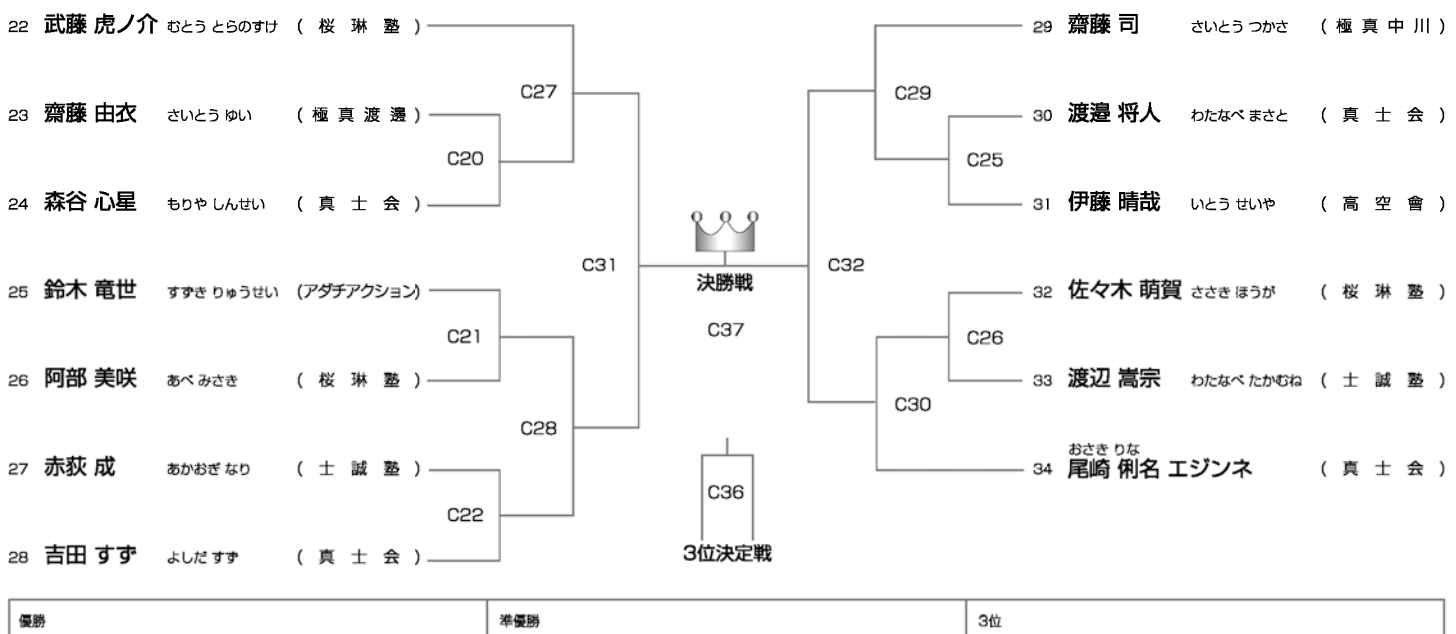 22 武藤 虎ノ介 むとう とらのすけ (桜琳塾)
C27
23 齋藤 由衣 さいとう ゆい (極真渡邊)
C20
24 森谷 心星 もりや しんせい (真士会)
C31
25 鈴木 竜世 すずき りゅうせい (アダチアクション)
C21
26 阿部 美咲 あべ みさき (桜琳塾)
C28
27 赤荻 成 あかおぎ なり (士誠塾)
C22
28 吉田 すず よしだ すず (真士会)
決勝戦
C37
C36
3位決定戦
29 齋藤 司 さいとう つかさ (極真中川)
C29
30 渡邉 将人 わたなべ まさと (真士会)
C25
31 伊藤 晴哉 いとう せいや (高空會)
C32
32 佐々木 萌賀 ささき ほうが (桜琳塾)
C26
33 渡辺 嵩宗 わたなべ たかむね (士誠塾)
C30
おさき りな
34 尾崎 俐名 エジンネ (真士会)
優勝 準優勝 3位